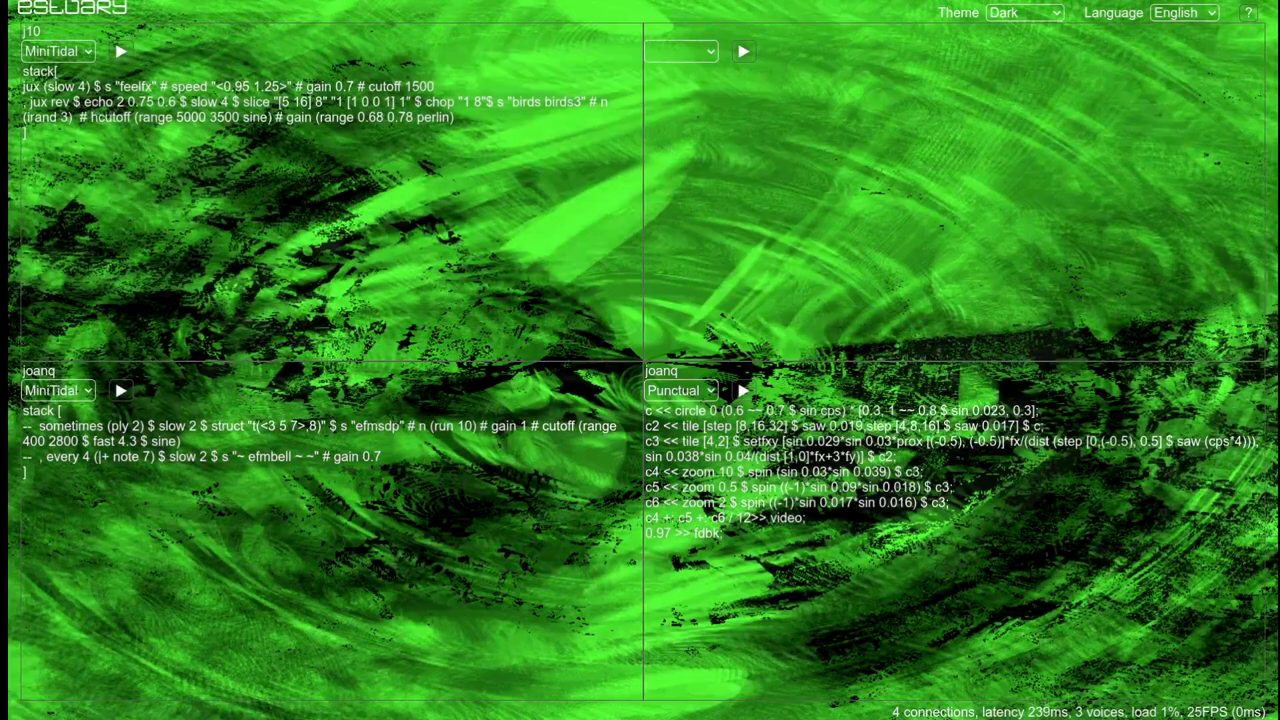 estuary
Theme Dark Language English ?
j10
MiniTidal
stack[
jux (slow 4) $ s "feelfx" # speed "<0.95 1.25>" # gain 0.7 # cutoff 1500
, jux rev $ echo 2 0.75 0.6 $ slow 4 $ slice "[5 16] 8" "1 [1 0 0 1] 1" $ chop "1 8"$ s "birds birds3" # n
(irand 3)  # hcutoff (range 5000 3500 sine) # gain (range 0.68 0.78 perlin)
]
joanq
MiniTidal
stack [
--  sometimes (ply 2) $ slow 2 $ struct "t(<3 5 7>,8)" $ s "efmsdp" # n (run 10) # gain 1 # cutoff (range
400 2800 $ fast 4.3 $ sine)
--  , every 4 (|+ note 7) $ slow 2 $ s "~ efmbell ~ ~" # gain 0.7
]
joanq
Punctual
c << circle 0 (0.6 ~~ 0.7 $ sin cps) * [0.3, 1 ~~ 0.8 $ sin 0.023, 0.3];
c2 << tile [step [8,16,32] $ saw 0.019,step [4,8,16] $ saw 0.017] $ c;
c3 << tile [4,2] $ setfxy [sin 0.029*sin 0.03*prox [(-0.5), (-0.5)]*fx/(dist (step [0,(-0.5), 0.5] $ saw (cps*4))),
sin 0.038*sin 0.04/(dist [1,0]*fx+3*fy)] $ c2;
c4 << zoom 10 $ spin (sin 0.03*sin 0.039) $ c3;
c5 << zoom 0.5 $ spin ((-1)*sin 0.09*sin 0.018) $ c3;
c6 << zoom 2 $ spin ((-1)*sin 0.017*sin 0.016) $ c3;
c4 +: c5 +: c6 / 12>> video;
0.97 >> fdbk;
4 connections, latency 239ms, 3 voices, load 1%, 25FPS (0ms)